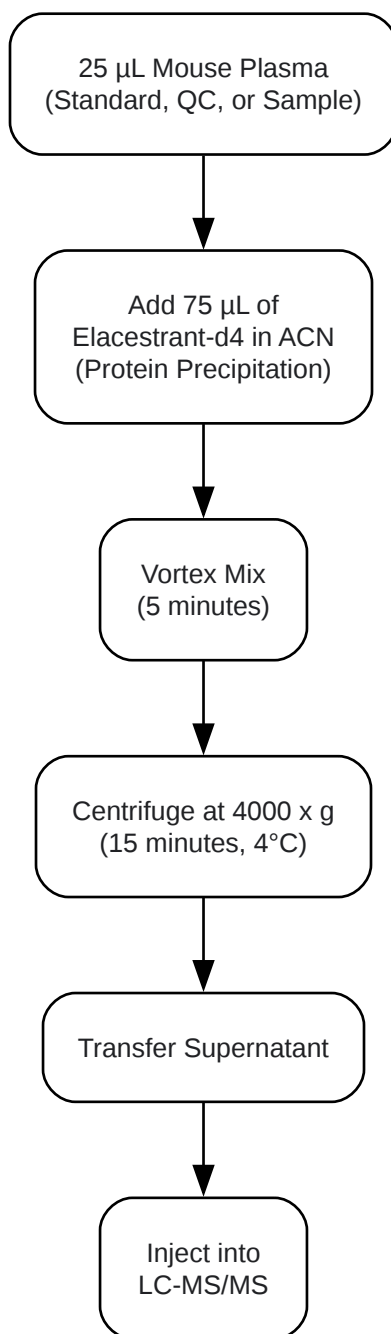 25 µL Mouse Plasma
(Standard, QC, or Sample)
Add 75 µL of
Elacestrant-d4 in ACN
(Protein Precipitation)
Vortex Mix
(5 minutes)
Centrifuge at 4000 x g
(15 minutes, 4°C)
Transfer Supernatant
Inject into
LC-MS/MS